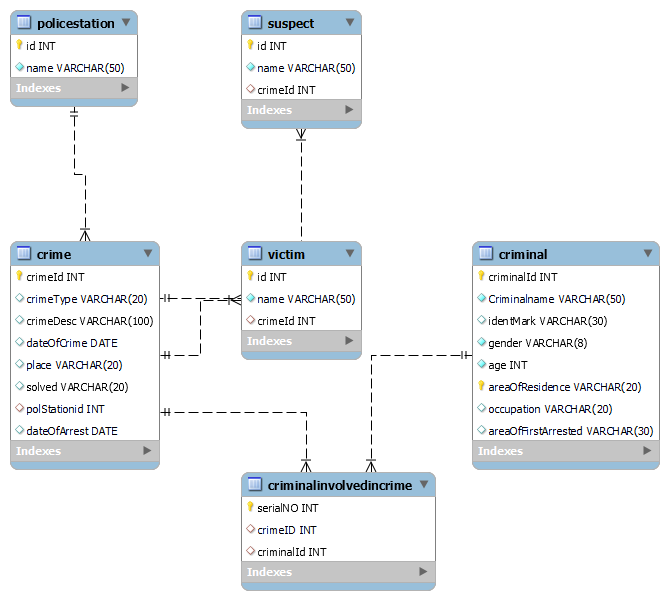 policestation
id INT
name VARCHAR(50)
Indexes
suspect
id INT
name VARCHAR(50)
crimeId INT
Indexes
crime
crimeId INT
crimeType VARCHAR(20)
crimeDesc VARCHAR(100)
dateOfCrime DATE
place VARCHAR(20)
solved VARCHAR(20)
polStationid INT
dateOfArrest DATE
Indexes
victim
id INT
name VARCHAR(50)
crimeId INT
Indexes
criminal
criminalId INT
Criminalname VARCHAR(50)
identMark VARCHAR(30)
gender VARCHAR(8)
age INT
areaOfResidence VARCHAR(20)
occupation VARCHAR(20)
areaOfFirstArrested VARCHAR(30)
Indexes
criminalinvolvedincrime
serialNO INT
crimeID INT
criminalId INT
Indexes